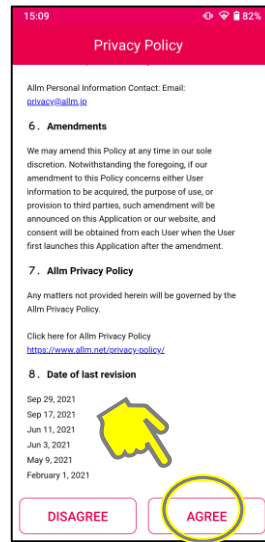 15:09
82%
Privacy Policy
Allm Personal Information Contact: Email:
privacy@allm.jp
6. Amendments
We may amend this Policy at any time in our sole
discretion. Notwithstanding the foregoing, if our
amendment to this Policy concerns either User
information to be acquired, the purpose of use, or
provision to third parties, such amendment will be
announced on this Application or our website, and
consent will be obtained from each User when the User
first launches this Application after the amendment.
7. Allm Privacy Policy
Any matters not provided herein will be governed by the
Allm Privacy Policy.
Click here for Allm Privacy Policy
https://www.allm.net/privacy-policy/
8. Date of last revision
Sep 29, 2021
Sep 17, 2021
Jun 11, 2021
Jun 3, 2021
May 9, 2021
February 1, 2021
DISAGREE
AGREE